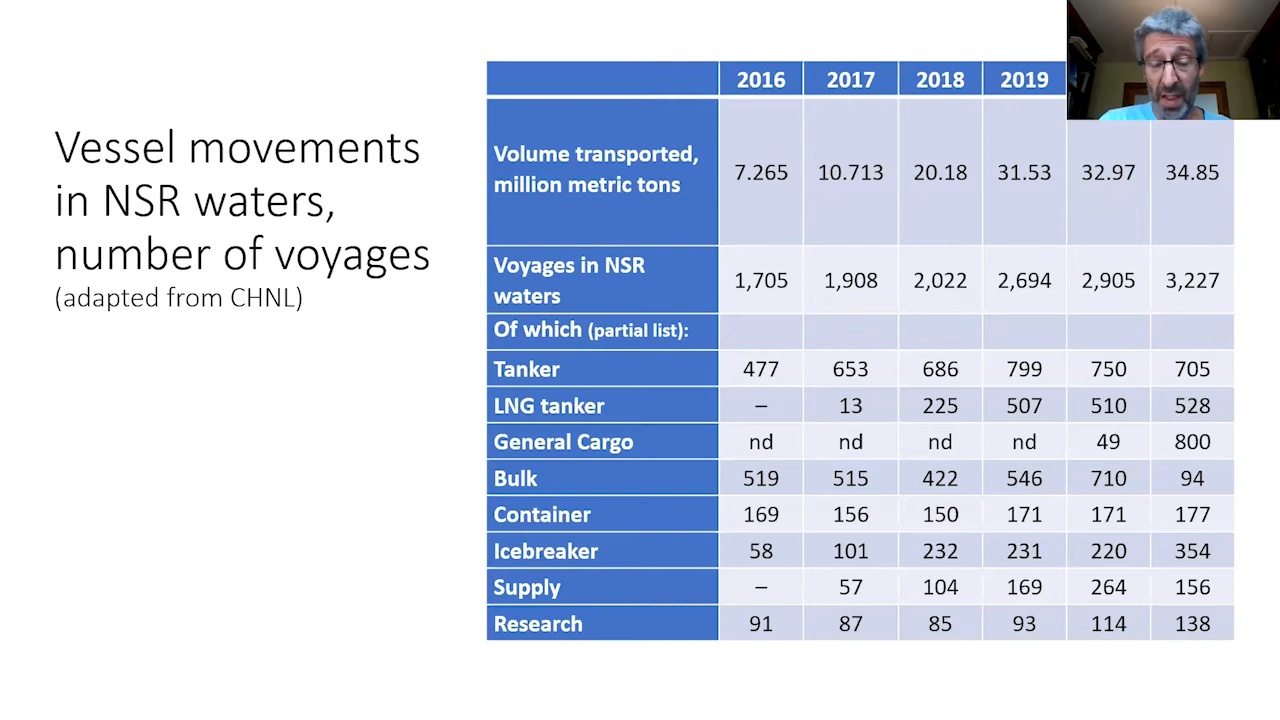 Vessel movements
in NSR waters,
number of voyages
(adapted from CHNL)
2016 2017 2018 2019
Volume transported,
million metric tons
7.265 10.713 20.18 31.53 32.97 34.85
Voyages in NSR
waters
1,705 1,908 2,022 2,694 2,905 3,227
Of which (partial list):
Tanker 477 653 686 799 750 705
LNG tanker – 13 225 507 510 528
General Cargo nd nd nd nd 49 800
Bulk 519 515 422 546 710 94
Container 169 156 150 171 171 177
Icebreaker 58 101 232 231 220 354
Supply – 57 104 169 264 156
Research 91 87 85 93 114 138